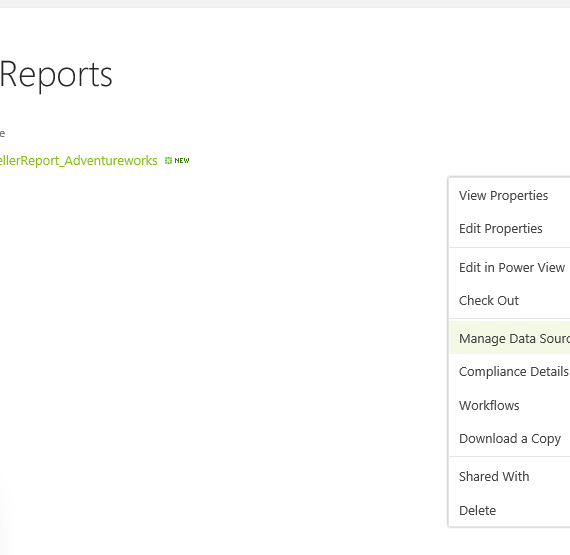 Reports
e
ellerReport_Adventureworks NEW
View Properties
Edit Properties
Edit in Power View
Check Out
Manage Data Sourc
Compliance Details
Workflows
Download a Copy
Shared With
Delete